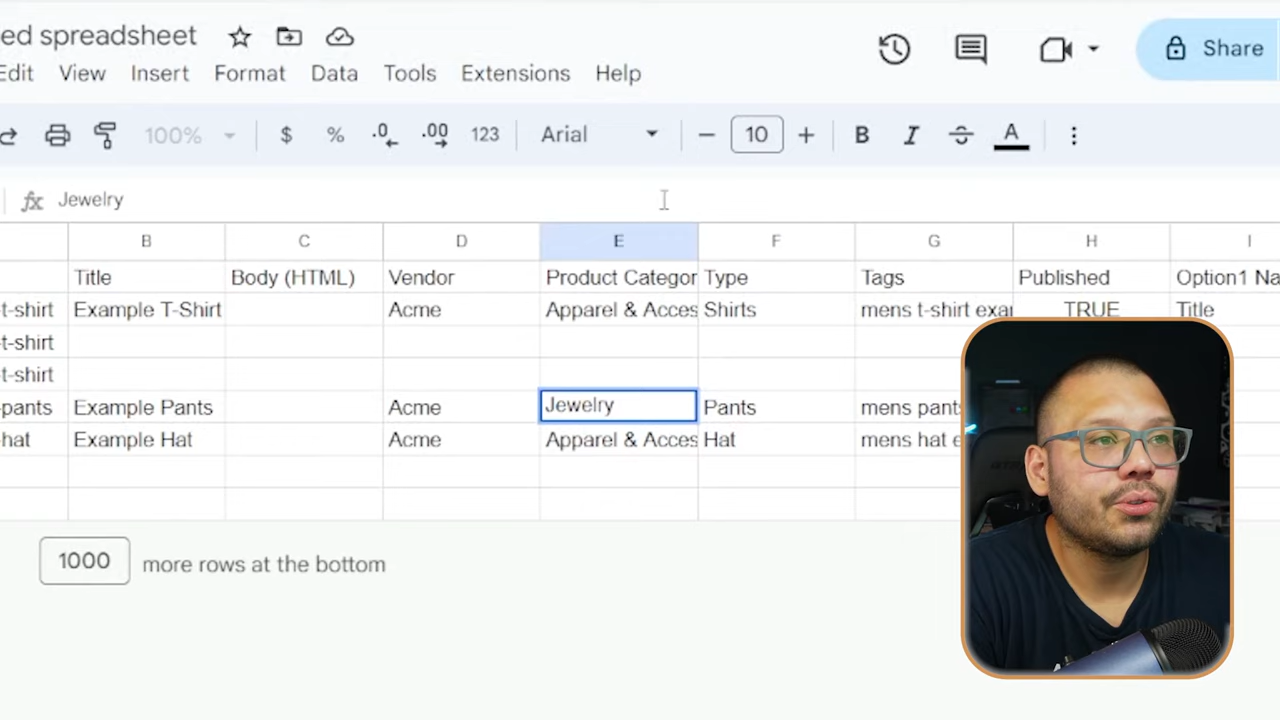 ed spreadsheet
Share
Edit View Insert Format Data Tools Extensions Help
100% $ % .0 .00 123 Arial 10 B I S A
fx Jewelry
B C D E F G H I
Title Body (HTML) Vendor Product Categor Type Tags Published Option1 Na
t-shirt Example T-Shirt Acme Apparel & Acces Shirts mens t-shirt exam TRUE Title
t-shirt
t-shirt
pants Example Pants Acme Jewelry Pants mens pants
hat Example Hat Acme Apparel & Acces Hat mens hat e
1000 more rows at the bottom